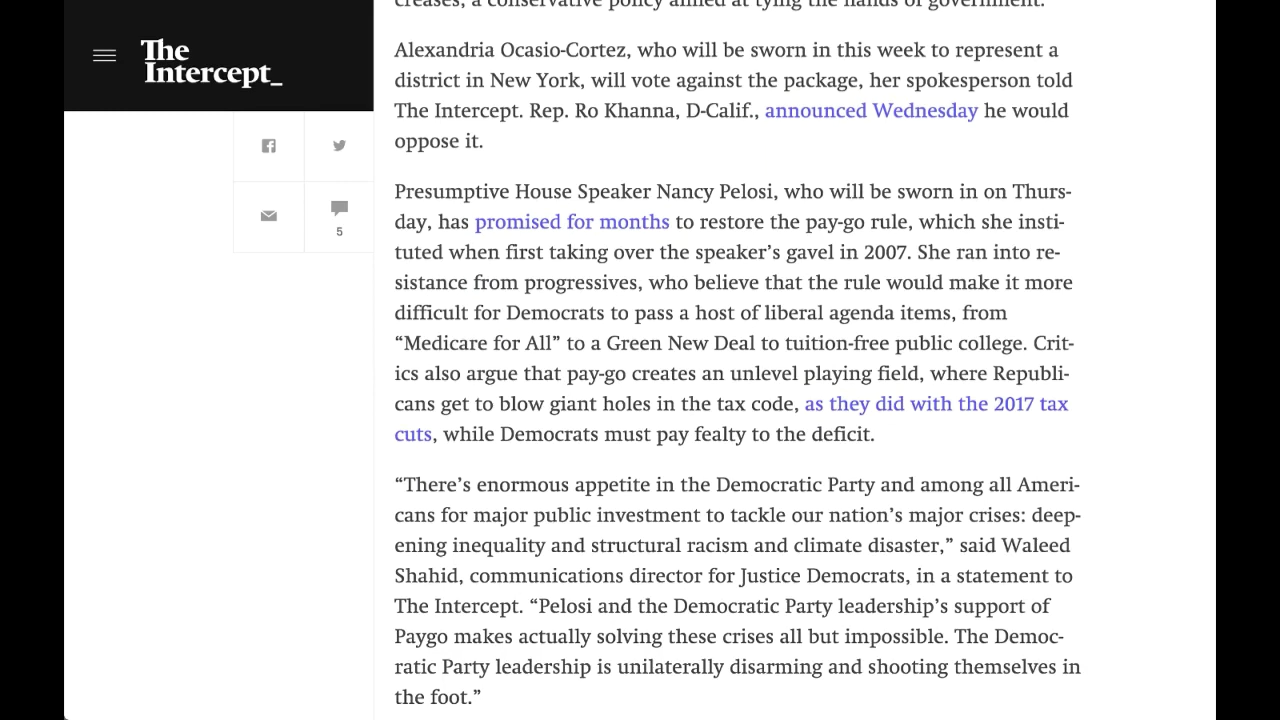 creases, a conservative policy aimed at tying the hands of government.
The
Intercept_
Alexandria Ocasio-Cortez, who will be sworn in this week to represent a
district in New York, will vote against the package, her spokesperson told
The Intercept. Rep. Ro Khanna, D-Calif., announced Wednesday he would
oppose it.
5
Presumptive House Speaker Nancy Pelosi, who will be sworn in on Thurs-
day, has promised for months to restore the pay-go rule, which she insti-
tuted when first taking over the speaker’s gavel in 2007. She ran into re-
sistance from progressives, who believe that the rule would make it more
difficult for Democrats to pass a host of liberal agenda items, from
“Medicare for All” to a Green New Deal to tuition-free public college. Crit-
ics also argue that pay-go creates an unlevel playing field, where Republi-
cans get to blow giant holes in the tax code, as they did with the 2017 tax
cuts, while Democrats must pay fealty to the deficit.
“There’s enormous appetite in the Democratic Party and among all Ameri-
cans for major public investment to tackle our nation’s major crises: deep-
ening inequality and structural racism and climate disaster,” said Waleed
Shahid, communications director for Justice Democrats, in a statement to
The Intercept. “Pelosi and the Democratic Party leadership’s support of
Paygo makes actually solving these crises all but impossible. The Democ-
ratic Party leadership is unilaterally disarming and shooting themselves in
the foot.”